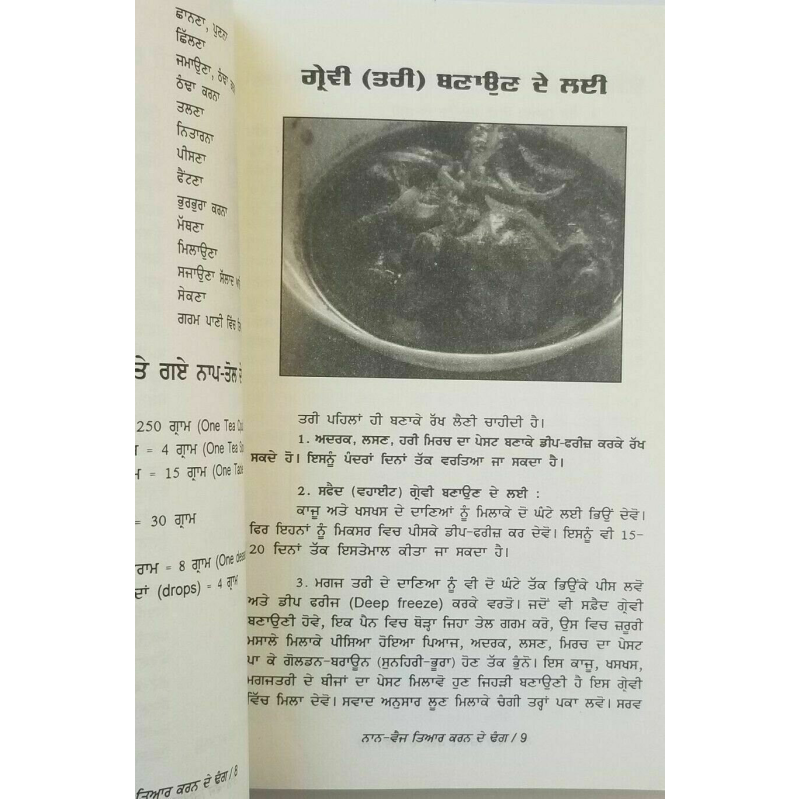 ਛਾਨਣਾ, ਪੁਣਨਾ
ਛਿੱਲਣਾ
ਜਮਾਉਣਾ, ਠੰਢਾ
ਠੰਢਾ ਕਰਨਾ
ਤਲਣਾ
ਨਿਤਾਰਨਾ
ਪੀਸਣਾ
ਫੈਂਟਣਾ
ਭੁਰਭੁਰਾ ਕਰਨਾ
ਮੱਥਣਾ
ਮਿਲਾਉਣਾ
ਸਜਾਉਣਾ ਸੱਲਾਦ
ਸੇਕਣਾ
ਗਰਮ ਪਾਣੀ ਵਿੱਚ
ਤੇ ਗਏ ਨਾਪ-ਤੋਲ
250 ਗ੍ਰਾਮ (One Tea
= 4 ਗ੍ਰਾਮ (One Tea
= 15 ਗ੍ਰਾਮ (One
= 30 ਗ੍ਰਾਮ
ਰਾਮ = 8 ਗ੍ਰਾਮ (One
ਦਾਂ (drops) = 4 ਗ੍ਰਾਮ
ਤਿਆਰ ਕਰਨ ਦੇ ਢੰਗ / 8
ਗ੍ਰੇਵੀ (ਤਰੀ) ਬਣਾਉਣ ਦੇ ਲਈ
ਤਰੀ ਪਹਿਲਾਂ ਹੀ ਬਣਾਕੇ ਰੱਖ ਲੈਣੀ ਚਾਹੀਦੀ ਹੈ।
1. ਅਦਰਕ, ਲਸਣ, ਹਰੀ ਮਿਰਚ ਦਾ ਪੇਸਟ ਬਣਾਕੇ ਡੀਪ-ਫਰੀਜ਼ ਕਰਕੇ ਰੱਖ
ਸਕਦੇ ਹੋ। ਇਸਨੂੰ ਪੰਦਰਾਂ ਦਿਨਾਂ ਤੱਕ ਵਰਤਿਆ ਜਾ ਸਕਦਾ ਹੈ।
2. ਸਫੈਦ (ਵਹਾਈਟ) ਗ੍ਰੇਵੀ ਬਣਾਉਣ ਦੇ ਲਈ :
ਕਾਜੂ ਅਤੇ ਖਸਖਸ ਦੇ ਦਾਣਿਆਂ ਨੂੰ ਮਿਲਾਕੇ ਦੋ ਘੰਟੇ ਲਈ ਭਿਉਂ ਦੇਵੋ।
ਫਿਰ ਇਹਨਾਂ ਨੂੰ ਮਿਕਸਰ ਵਿਚ ਪੀਸਕੇ ਡੀਪ-ਫਰੀਜ਼ ਕਰ ਦੇਵੋ। ਇਸਨੂੰ ਵੀ 15-
20 ਦਿਨਾਂ ਤੱਕ ਇਸਤੇਮਾਲ ਕੀਤਾ ਜਾ ਸਕਦਾ ਹੈ।
3. ਮਗਜ ਤਰੀ ਦੇ ਦਾਣਿਆ ਨੂੰ ਵੀ ਦੋ ਘੰਟੇ ਤੱਕ ਭਿਉਂਕੇ ਪੀਸ ਲਵੋ
ਅਤੇ ਡੀਪ ਫਰੀਜ (Deep freeze) ਕਰਕੇ ਵਰਤੋ। ਜਦੋਂ ਵੀ ਸਫ਼ੈਦ ਗ੍ਰੇਵੀ
ਬਣਾਉਣੀ ਹੋਵੇ, ਇਕ ਪੈਨ ਵਿਚ ਥੋੜ੍ਹਾ ਜਿਹਾ ਤੇਲ ਗਰਮ ਕਰੋ, ਉਸ ਵਿਚ ਜ਼ਰੂਰੀ
ਮਸਾਲੇ ਮਿਲਾਕੇ ਪੀਸਿਆ ਹੋਇਆ ਪਿਆਜ, ਅਦਰਕ, ਲਸਣ, ਮਿਰਚ ਦਾ ਪੇਸਟ
ਪਾ ਕੇ ਗੋਲਡਨ-ਬਰਾਊਨ (ਸੁਨਹਿਰੀ-ਭੂਰਾ) ਹੋਣ ਤੱਕ ਭੁੰਨੋ। ਇਸ ਕਾਜੂ, ਖਸਖਸ,
ਮਗਜਤਰੀ ਦੇ ਬੀਜਾਂ ਦਾ ਪੇਸਟ ਮਿਲਾਵੋ ਹੁਣ ਜਿਹੜੀ ਬਣਾਉਣੀ ਹੈ ਇਸ ਗ੍ਰੇਵੀ
ਵਿੱਚ ਮਿਲਾ ਦੇਵੋ। ਸਵਾਦ ਅਨੁਸਾਰ ਲੂਣ ਮਿਲਾਕੇ ਚੰਗੀ ਤਰ੍ਹਾਂ ਪਕਾ ਲਵੋ। ਸਰਵ
ਨਾਨ-ਵੈਜ ਤਿਆਰ ਕਰਨ ਦੇ ਢੰਗ / 9